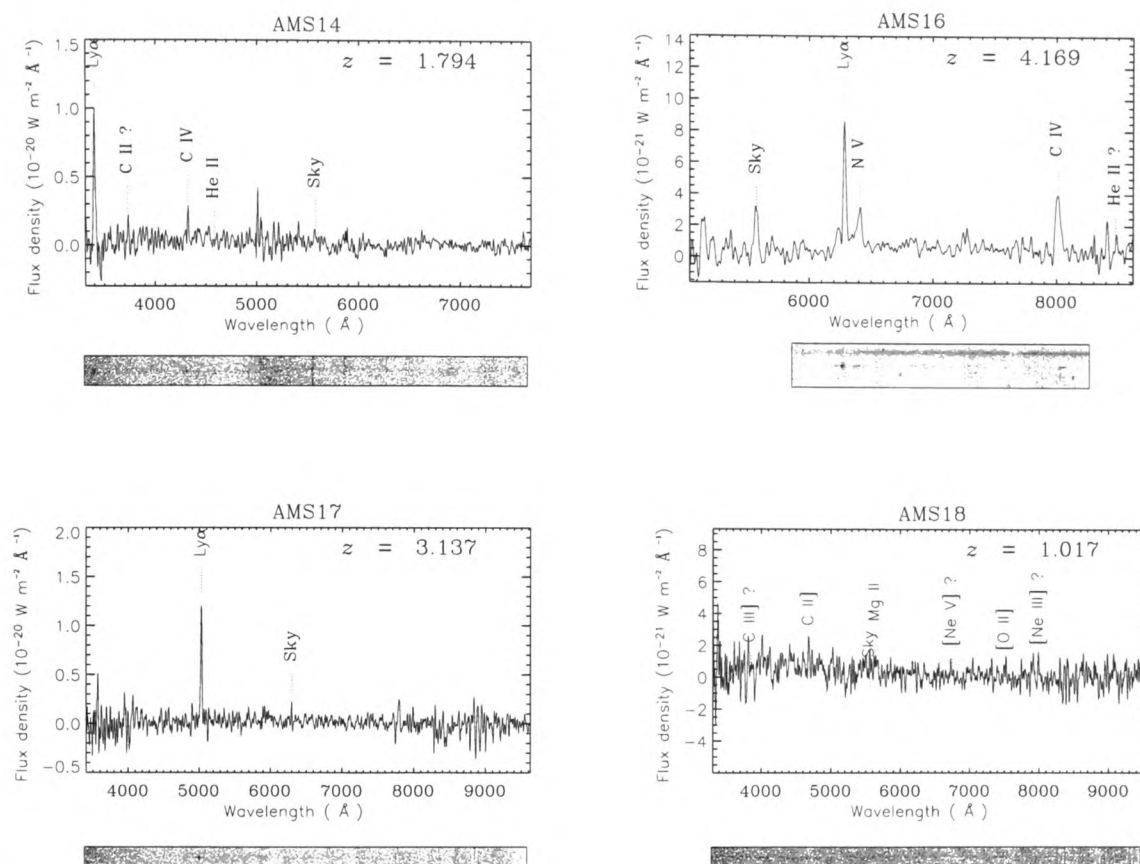 AMS14
z = 1.794
Lyα
C II ?
C IV
He II
Sky
Flux density (10⁻²⁰ W m⁻² Å⁻¹)
1.5
1.0
0.5
0.0
4000 5000 6000 7000
Wavelength ( Å )
AMS16
z = 4.169
Sky
Lyα
N V
C IV
He II ?
Flux density (10⁻²¹ W m⁻² Å⁻¹)
14
12
10
8
6
4
2
0
6000 7000 8000
Wavelength ( Å )
AMS17
z = 3.137
Lyα
Sky
Flux density (10⁻²⁰ W m⁻² Å⁻¹)
2.0
1.5
1.0
0.5
0.0
−0.5
4000 5000 6000 7000 8000 9000
Wavelength ( Å )
AMS18
z = 1.017
C III] ?
C II]
Sky
Mg II
[Ne V] ?
[O II]
[Ne III] ?
Flux density (10⁻²¹ W m⁻² Å⁻¹)
8
6
4
2
0
−2
−4
4000 5000 6000 7000 8000 9000
Wavelength ( Å )